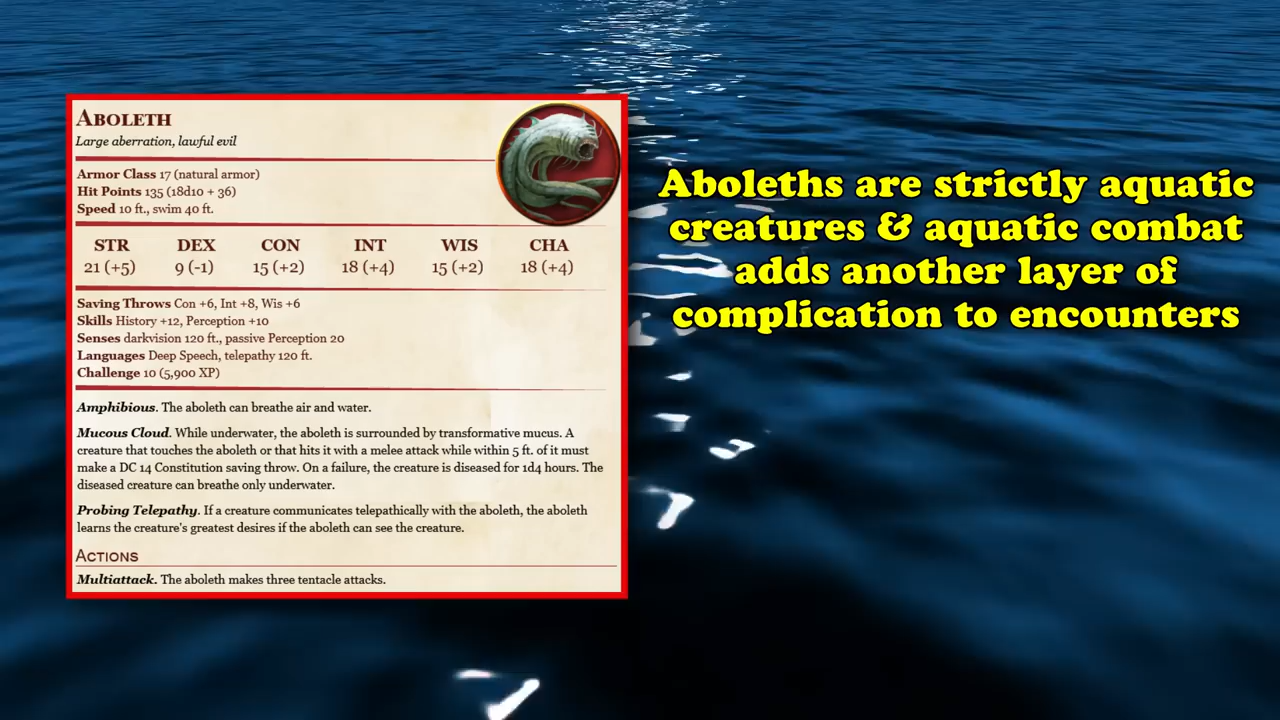 ABOLETH
Large aberration, lawful evil
Armor Class 17 (natural armor)
Hit Points 135 (18d10 + 36)
Speed 10 ft., swim 40 ft.
STR DEX CON INT WIS CHA
21 (+5) 9 (-1) 15 (+2) 18 (+4) 15 (+2) 18 (+4)
Saving Throws Con +6, Int +8, Wis +6
Skills History +12, Perception +10
Senses darkvision 120 ft., passive Perception 20
Languages Deep Speech, telepathy 120 ft.
Challenge 10 (5,900 XP)
Amphibious. The aboleth can breathe air and water.
Mucous Cloud. While underwater, the aboleth is surrounded by transformative mucus. A
creature that touches the aboleth or that hits it with a melee attack while within 5 ft. of it must
make a DC 14 Constitution saving throw. On a failure, the creature is diseased for 1d4 hours. The
diseased creature can breathe only underwater.
Probing Telepathy. If a creature communicates telepathically with the aboleth, the aboleth
learns the creature's greatest desires if the aboleth can see the creature.
ACTIONS
Multiattack. The aboleth makes three tentacle attacks.
Aboleths are strictly aquatic
creatures & aquatic combat
adds another layer of
complication to encounters